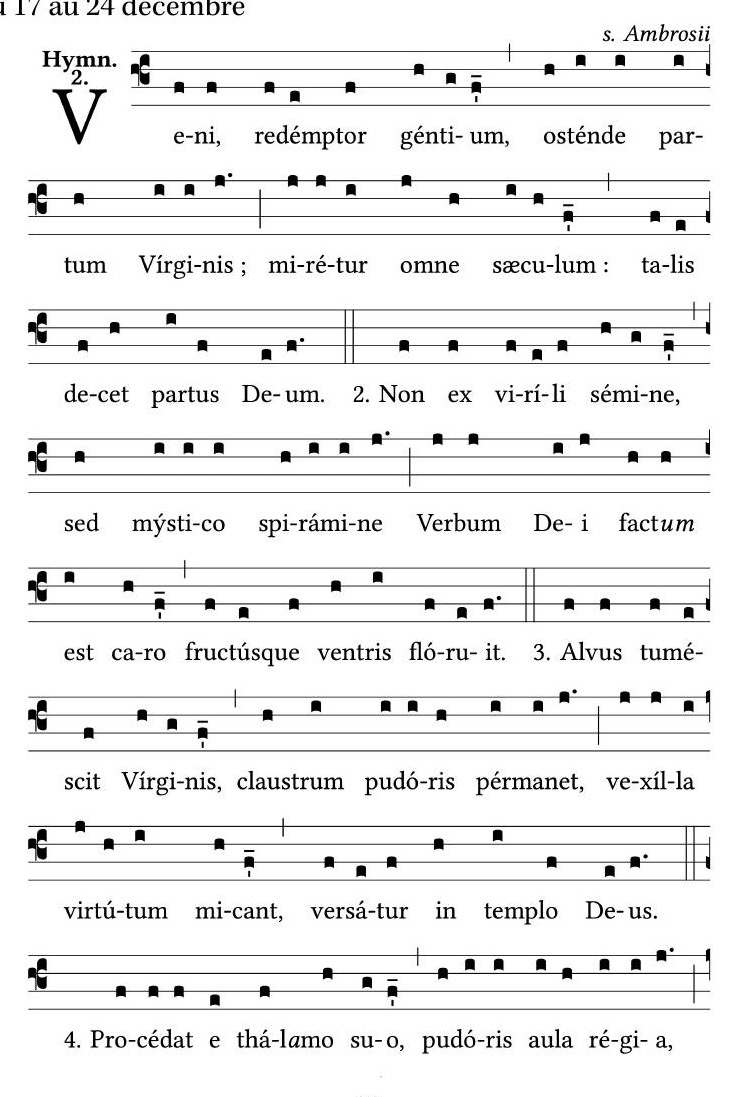 u 17 au 24 décembre
s. Ambrosii
Hymn.
2.
Ve-ni, redémptor génti-um, osténde par-
tum Vírgi-nis ; mi-ré-tur omne sæcu-lum : ta-lis
de-cet partus De-um. 2. Non ex vi-rí-li sémi-ne,
sed mýsti-co spi-rámi-ne Verbum De-i factum
est ca-ro fructúsque ventris fló-ru-it. 3. Alvus tumé-
scit Vírgi-nis, claustrum pudó-ris pérmanet, ve-xíl-la
virtú-tum mi-cant, versá-tur in templo De-us.
4. Pro-cédat e thá-lamo su-o, pudó-ris aula ré-gi-a,